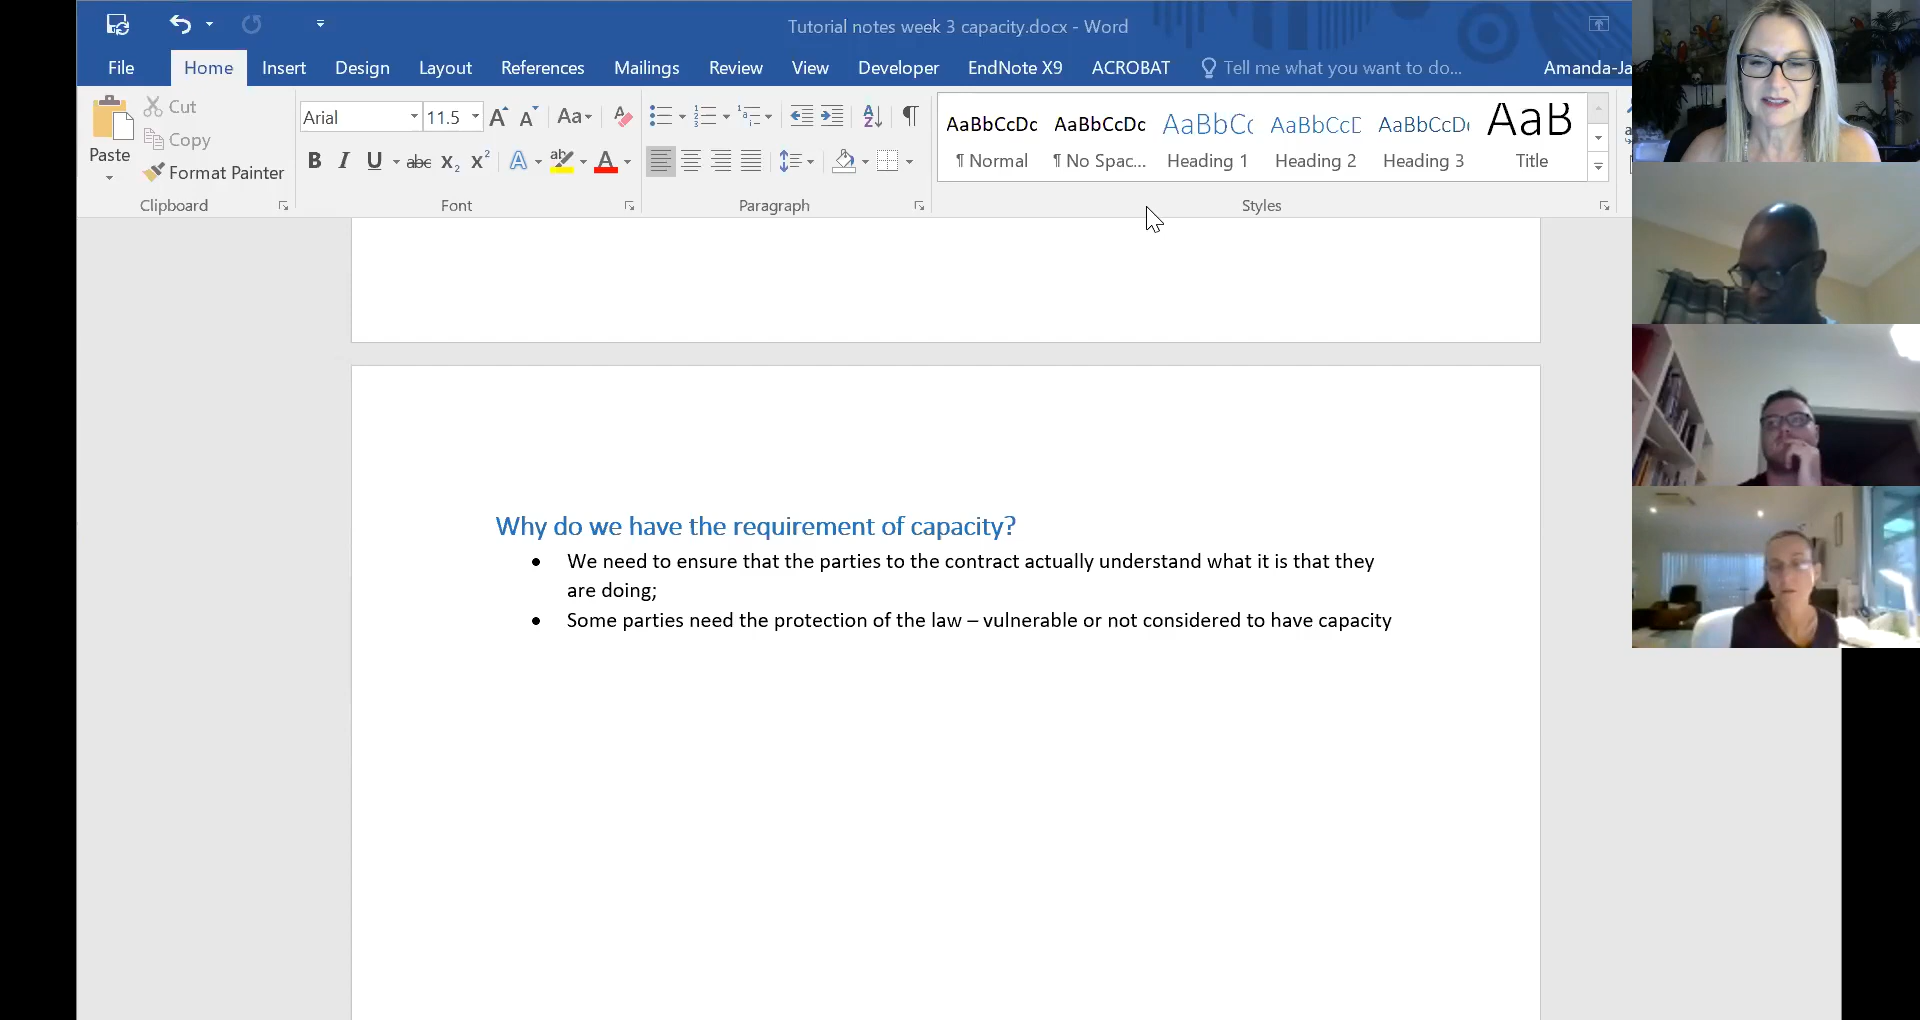 Tutorial notes week 3 capacity.docx - Word
File Home Insert Design Layout References Mailings Review View Developer EndNote X9 ACROBAT Tell me what you want to do... Amanda-Ja
Paste
Cut
Copy
Format Painter
Clipboard
Arial 11.5 Aa
B I U abc X₂ X² A ab A
Font
Paragraph
AaBbCcDc AaBbCcDc AaBbCc AaBbCcD AaBbCcD AaB
¶ Normal ¶ No Spac... Heading 1 Heading 2 Heading 3 Title
Styles
Why do we have the requirement of capacity?
• We need to ensure that the parties to the contract actually understand what it is that they
are doing;
• Some parties need the protection of the law – vulnerable or not considered to have capacity